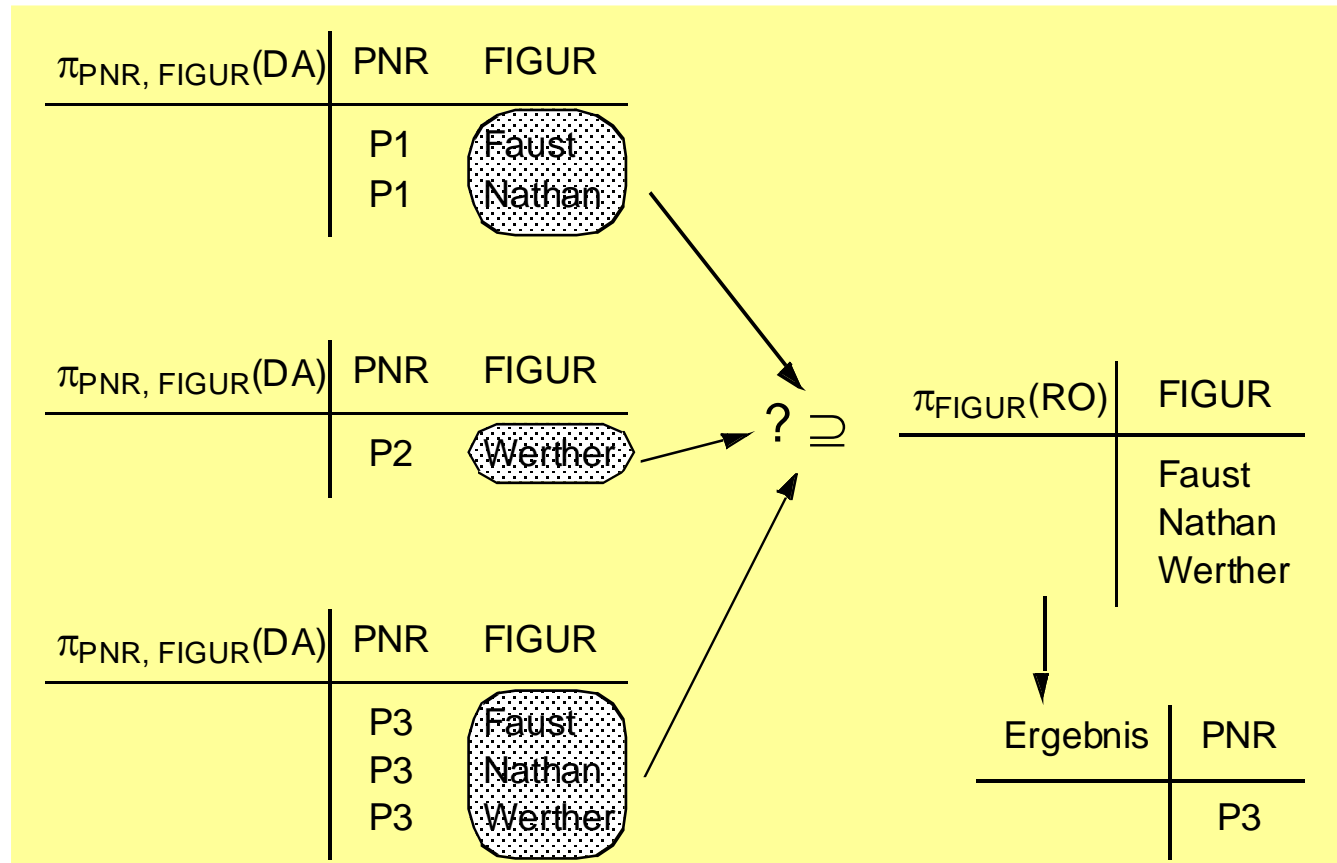 πPNR, FIGUR(DA) PNR FIGUR
P1 Faust
P1 Nathan
πPNR, FIGUR(DA) PNR FIGUR
P2 Werther
πPNR, FIGUR(DA) PNR FIGUR
P3 Faust
P3 Nathan
P3 Werther
? ⊇
πFIGUR(RO) FIGUR
Faust
Nathan
Werther
Ergebnis PNR
P3